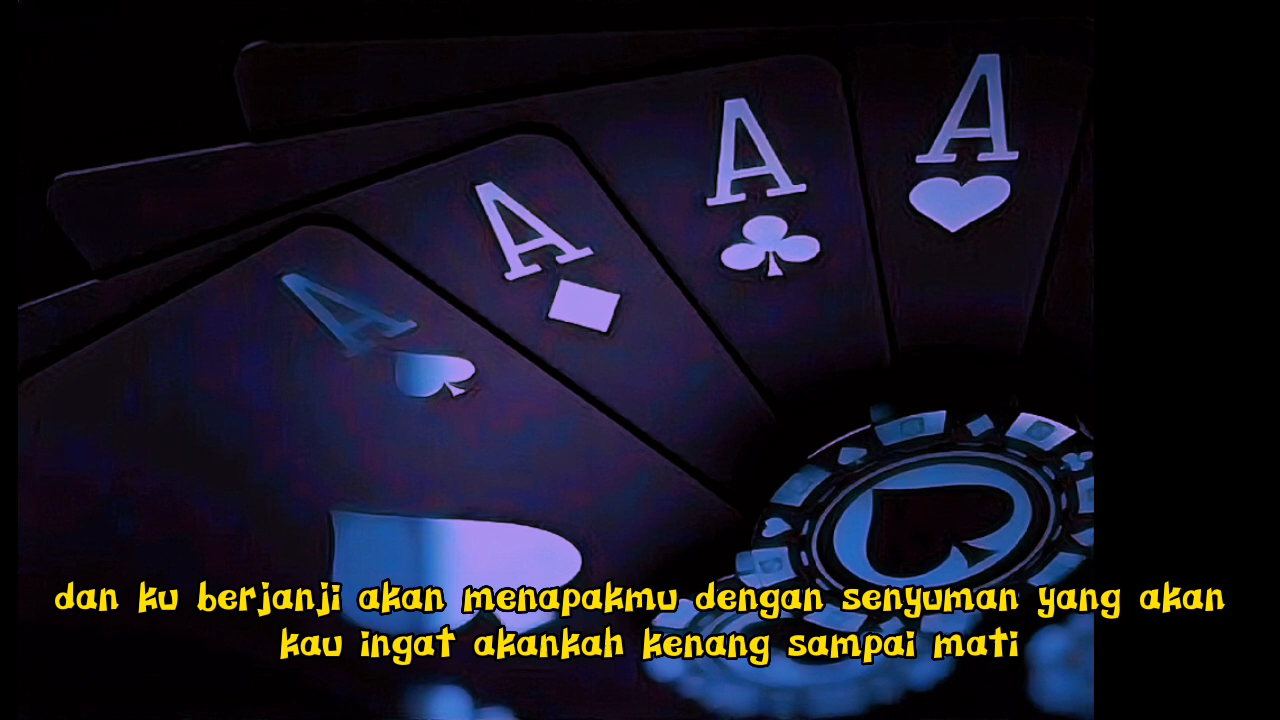 A
A
A
A
dan ku berjanji akan menapakmu dengan senyuman yang akan
kau ingat akankah kenang sampai mati